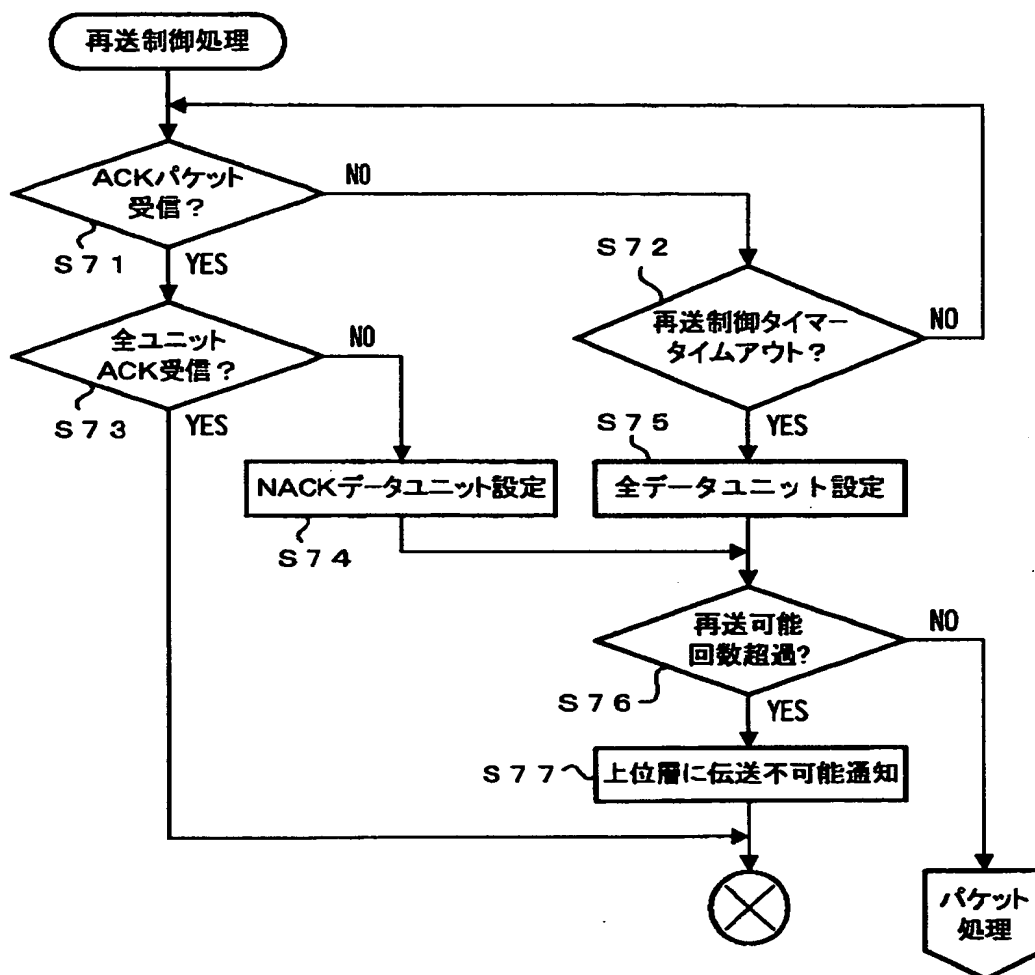 再送制御処理
ACKパケット
受信?
NO
S71
YES
S72
再送制御タイマー
タイムアウト?
NO
全ユニット
ACK受信?
NO
S73
YES
YES
S75
NACKデータユニット設定
全データユニット設定
S74
再送可能
回数超過?
NO
S76
YES
S77
上位層に伝送不可能通知
パケット
処理